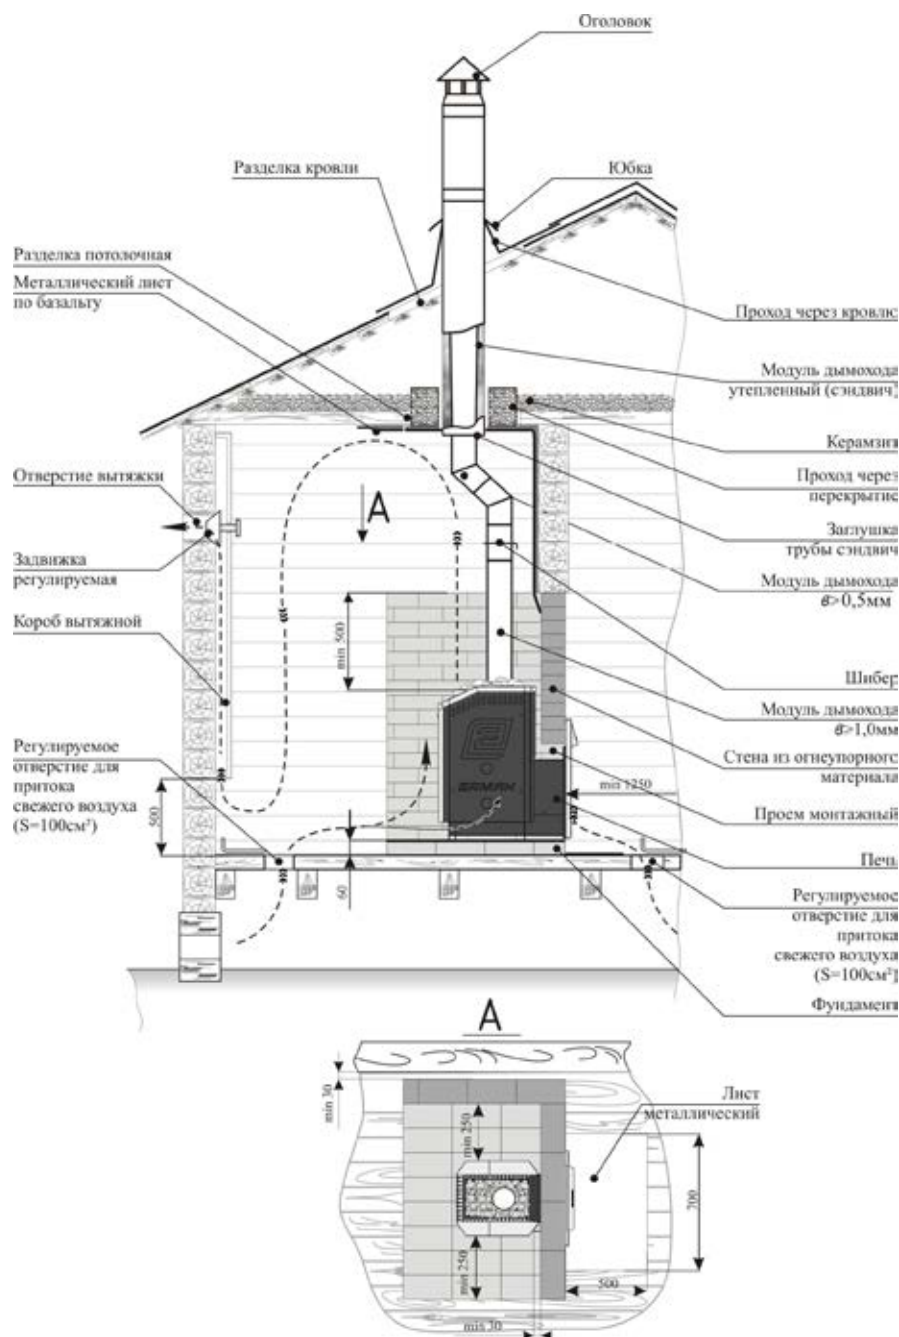 Оголовок
Разделка кровли
Юбка
Разделка потолочная
Металлический лист
по базальту
Проход через кровлю
Модуль дымохода
утепленный (сэндвич)
Керамзит
Отверстие вытяжки
А
Проход через
перекрытие
Заглушка
трубы сэндвич
Задвижка
регулируемая
Модуль дымохода
в>0,5мм
Короб вытяжной
min 500
Шибер
Модуль дымохода
в>1,0мм
Регулируемое
отверстие для
притока
свежего воздуха
(S=100см²)
Стена из огнеупорного
материала
min 1250
ERMAK
500
Проем монтажный
Печь
60
Регулируемое
отверстие для
притока
свежего воздуха
(S=100см²)
Фундамент
А
min 30
Лист
металлический
min 250
700
min 250
500
min 30